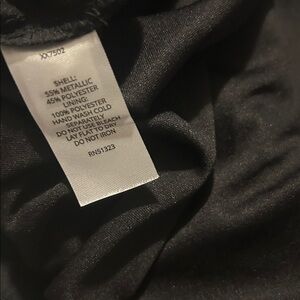 XX7502
SHELL:
55% METALLIC
45% POLYESTER
LINING:
100% POLYESTER
HAND WASH COLD
SEPARATELY
DO NOT USE BLEACH
LAY FLAT TO DRY
DO NOT IRON
RN51323